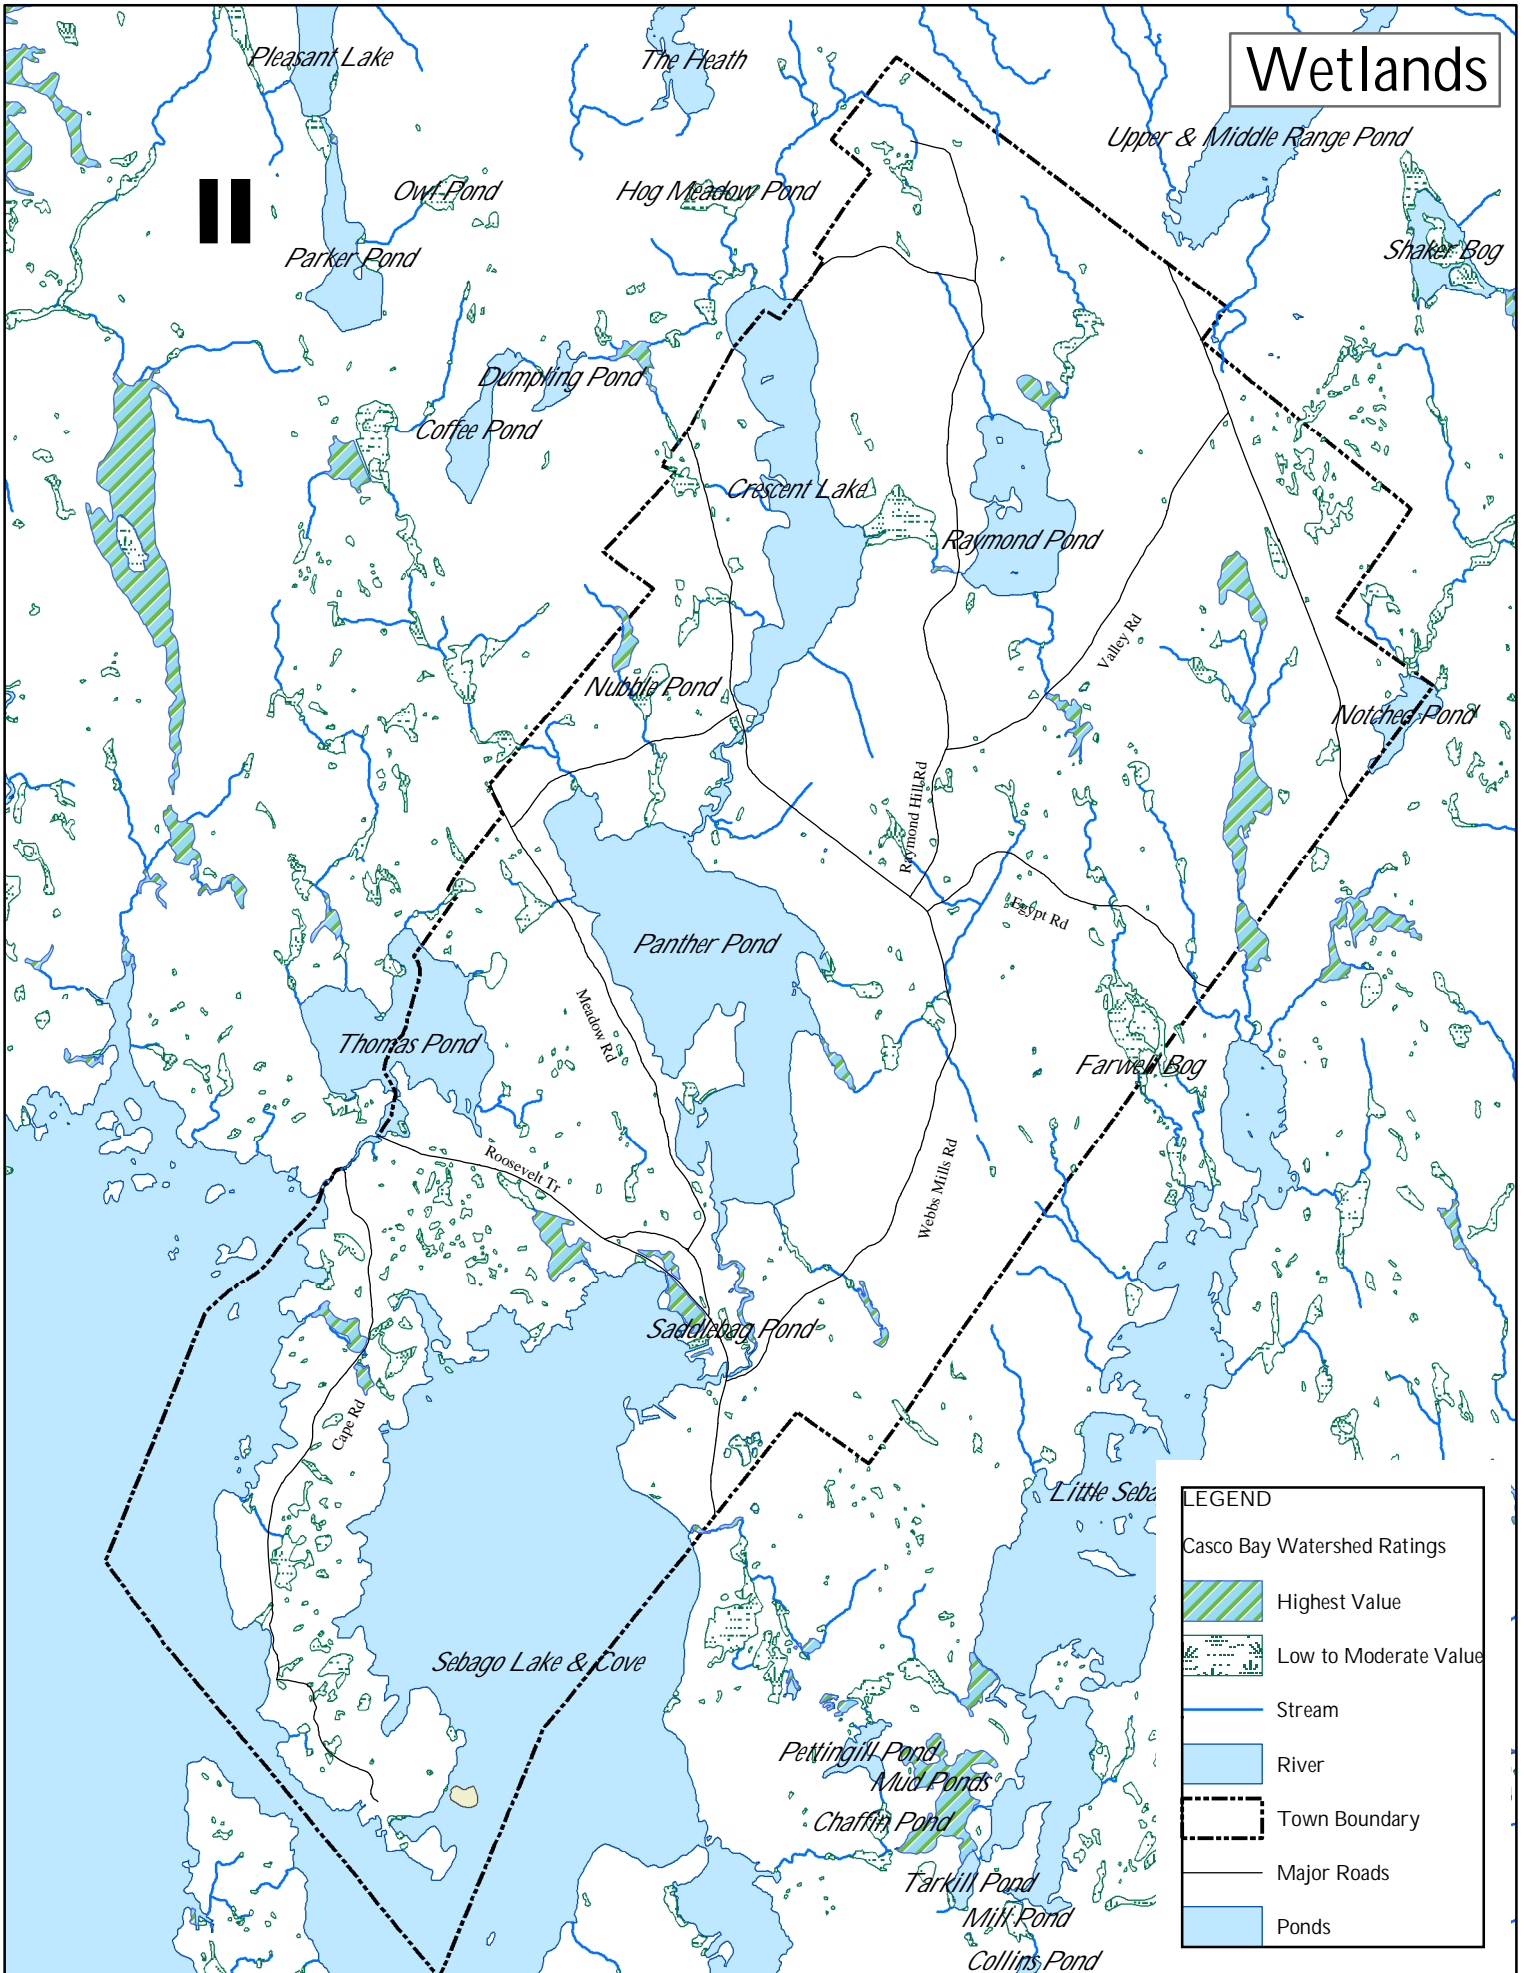 Wetlands
Pleasant Lake
The Heath
Upper & Middle Range Pond
II
Owl Pond
Hog Meadow Pond
Parker Pond
Shaker Bog
Dumpling Pond
Coffee Pond
Crescent Lake
Raymond Pond
Valley Rd
Nubble Pond
Notched Pond
Raymond Hill Rd
Egypt Rd
Panther Pond
Meadow Rd
Thomas Pond
Farwell Bog
Roosevelt Tr
Webbs Mills Rd
Saddlebag Pond
Cape Rd
Little Seba
Sebago Lake & Cove
Pettingill Pond
Mud Ponds
Chaffin Pond
Tarkill Pond
Mill Pond
Collins Pond
LEGEND
Casco Bay Watershed Ratings
Highest Value
Low to Moderate Value
Stream
River
Town Boundary
Major Roads
Ponds